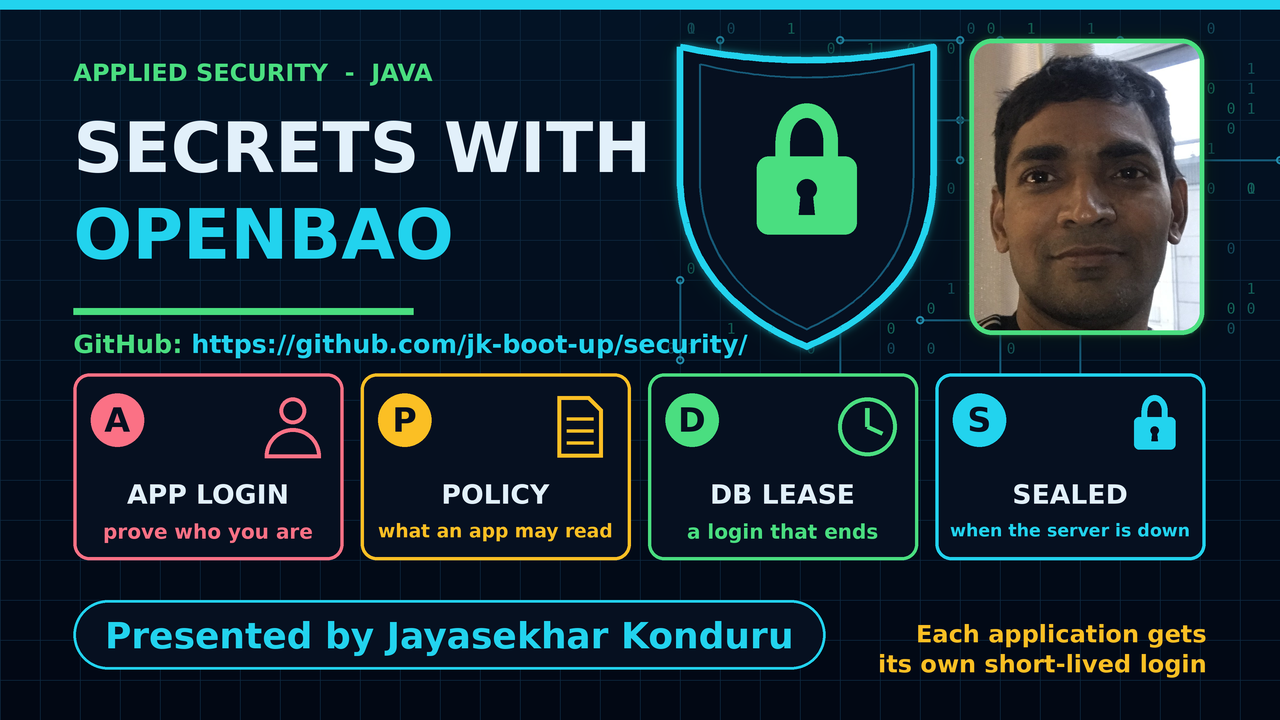 APPLIED SECURITY - JAVA
SECRETS WITH
OPENBAO
GitHub: https://github.com/jk-boot-up/security/
A
APP LOGIN
prove who you are
P
POLICY
what an app may read
D
DB LEASE
a login that ends
S
SEALED
when the server is down
Presented by Jayasekhar Konduru
Each application gets
its own short-lived login